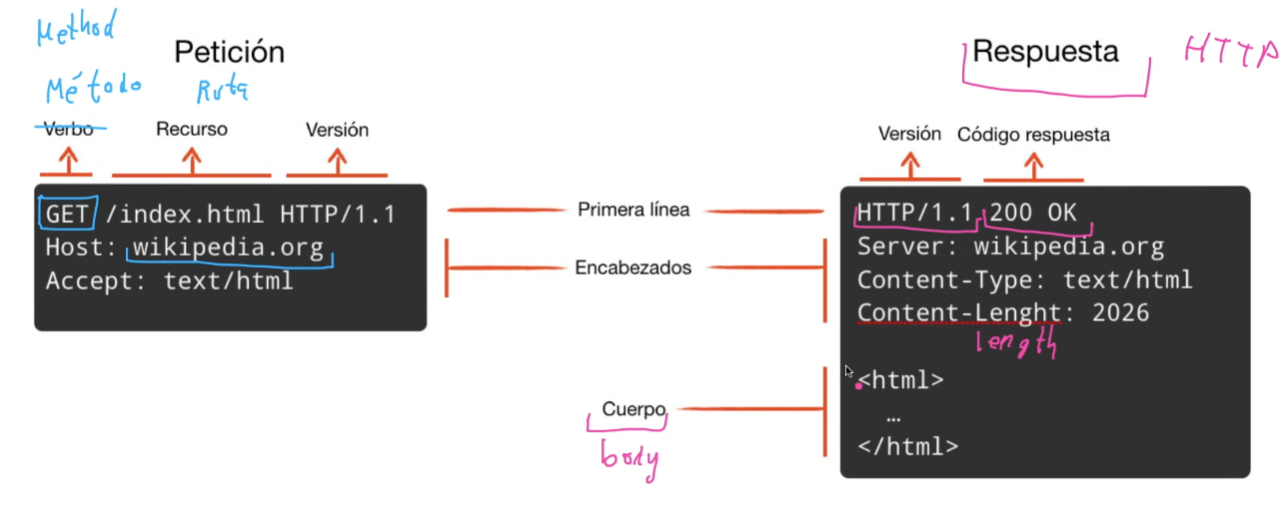 Method
Petición
Método Ruta
Verbo Recurso Versión
GET /index.html HTTP/1.1
Host: wikipedia.org
Accept: text/html
Primera línea
Encabezados
Cuerpo
body
Respuesta HTTP
Versión Código respuesta
HTTP/1.1 200 OK
Server: wikipedia.org
Content-Type: text/html
Content-Lenght: 2026
length
<html>
…
</html>